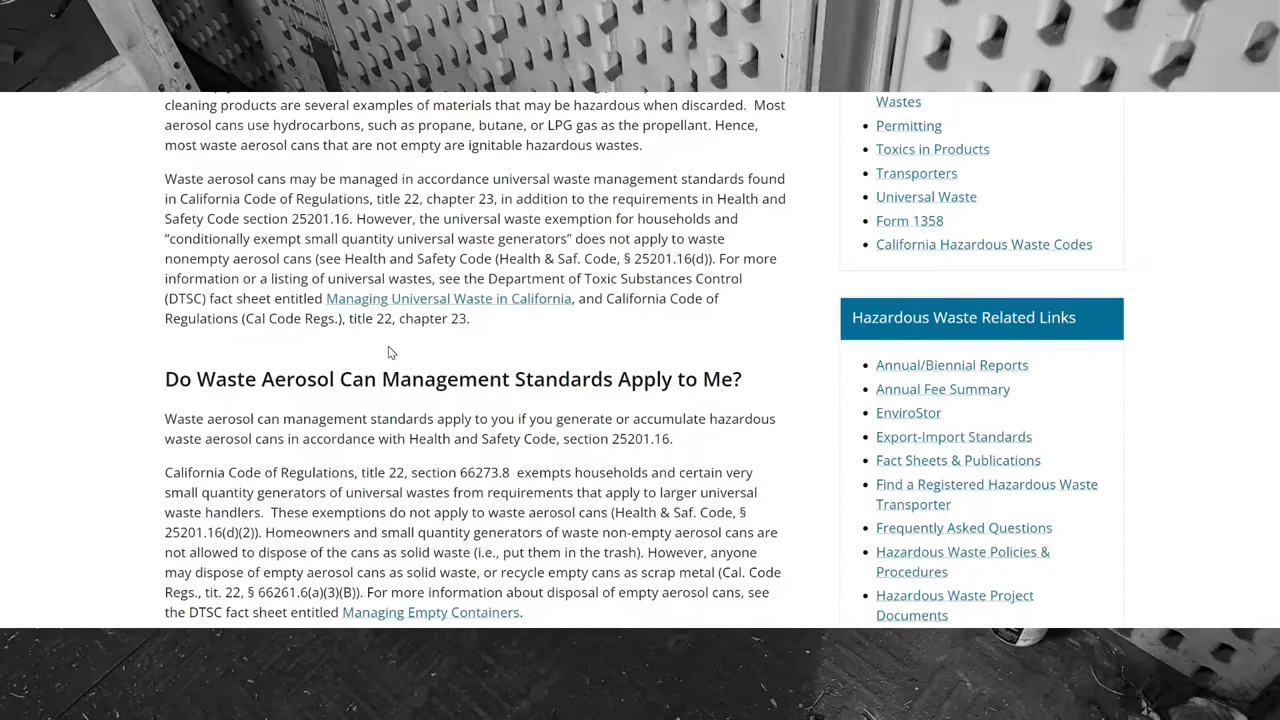 cleaning products are several examples of materials that may be hazardous when discarded.  Most
aerosol cans use hydrocarbons, such as propane, butane, or LPG gas as the propellant. Hence,
most waste aerosol cans that are not empty are ignitable hazardous wastes.
Waste aerosol cans may be managed in accordance universal waste management standards found
in California Code of Regulations, title 22, chapter 23, in addition to the requirements in Health and
Safety Code section 25201.16. However, the universal waste exemption for households and
“conditionally exempt small quantity universal waste generators” does not apply to waste
nonempty aerosol cans (see Health and Safety Code (Health & Saf. Code, § 25201.16(d)). For more
information or a listing of universal wastes, see the Department of Toxic Substances Control
(DTSC) fact sheet entitled Managing Universal Waste in California, and California Code of
Regulations (Cal Code Regs.), title 22, chapter 23.
Do Waste Aerosol Can Management Standards Apply to Me?
Waste aerosol can management standards apply to you if you generate or accumulate hazardous
waste aerosol cans in accordance with Health and Safety Code, section 25201.16.
California Code of Regulations, title 22, section 66273.8  exempts households and certain very
small quantity generators of universal wastes from requirements that apply to larger universal
waste handlers.  These exemptions do not apply to waste aerosol cans (Health & Saf. Code, §
25201.16(d)(2)). Homeowners and small quantity generators of waste non-empty aerosol cans are
not allowed to dispose of the cans as solid waste (i.e., put them in the trash). However, anyone
may dispose of empty aerosol cans as solid waste, or recycle empty cans as scrap metal (Cal. Code
Regs., tit. 22, § 66261.6(a)(3)(B)). For more information about disposal of empty aerosol cans, see
the DTSC fact sheet entitled Managing Empty Containers.
Wastes
Permitting
Toxics in Products
Transporters
Universal Waste
Form 1358
California Hazardous Waste Codes
Hazardous Waste Related Links
Annual/Biennial Reports
Annual Fee Summary
EnviroStor
Export-Import Standards
Fact Sheets & Publications
Find a Registered Hazardous Waste
Transporter
Frequently Asked Questions
Hazardous Waste Policies &
Procedures
Hazardous Waste Project
Documents